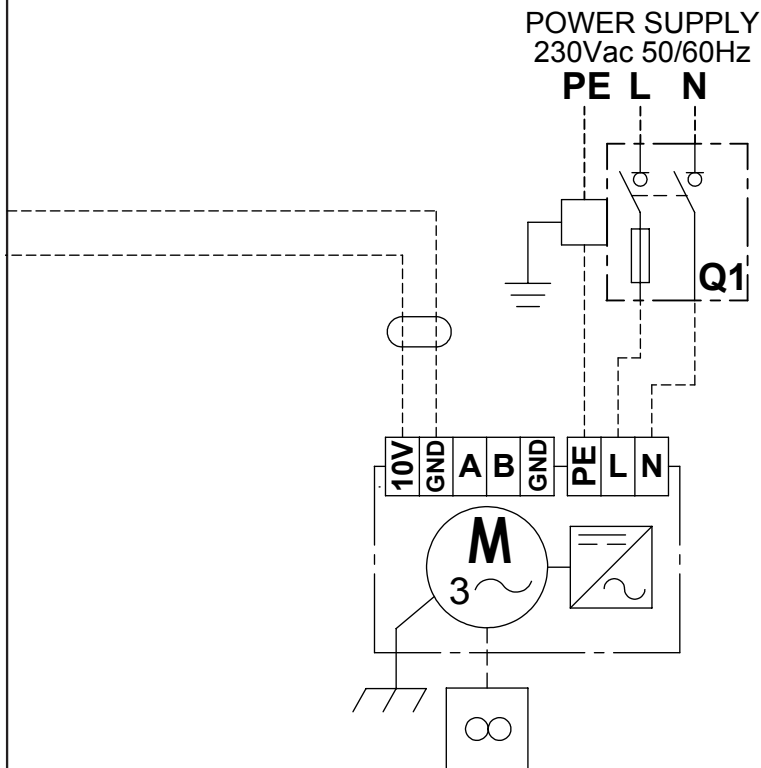 POWER SUPPLY
230Vac 50/60Hz
PE L N
Q1
10V GND A B GND PE L N
M
3